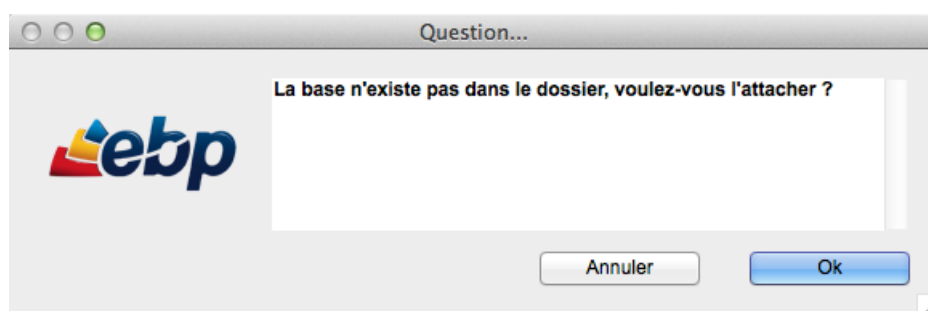 Question...
La base n'existe pas dans le dossier, voulez-vous l'attacher ?
ebp
Annuler
Ok